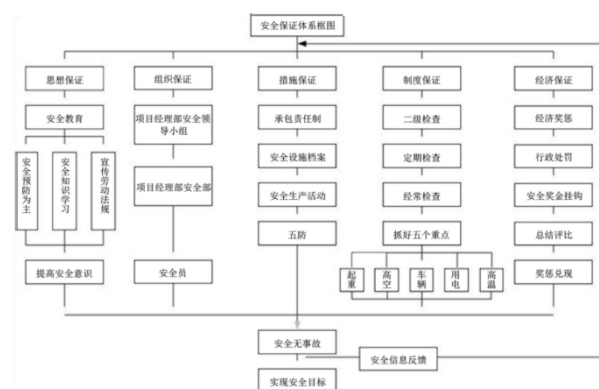 安全保证体系框图
思想保证
组织保证
措施保证
制度保证
经济保证
安全教育
项目经理部安全领
导小组
承包责任制
二级检查
经济奖惩
安全预防为主
安全知识学习
宣传劳动法规
项目经理部安全部
安全设施档案
定期检查
行政处罚
安全生产活动
经常检查
安全奖金挂钩
五防
抓好五个重点
总结评比
提高安全意识
安全员
起重
高空
车辆
用电
高温
奖惩兑现
安全无事故
安全信息反馈
实现安全目标